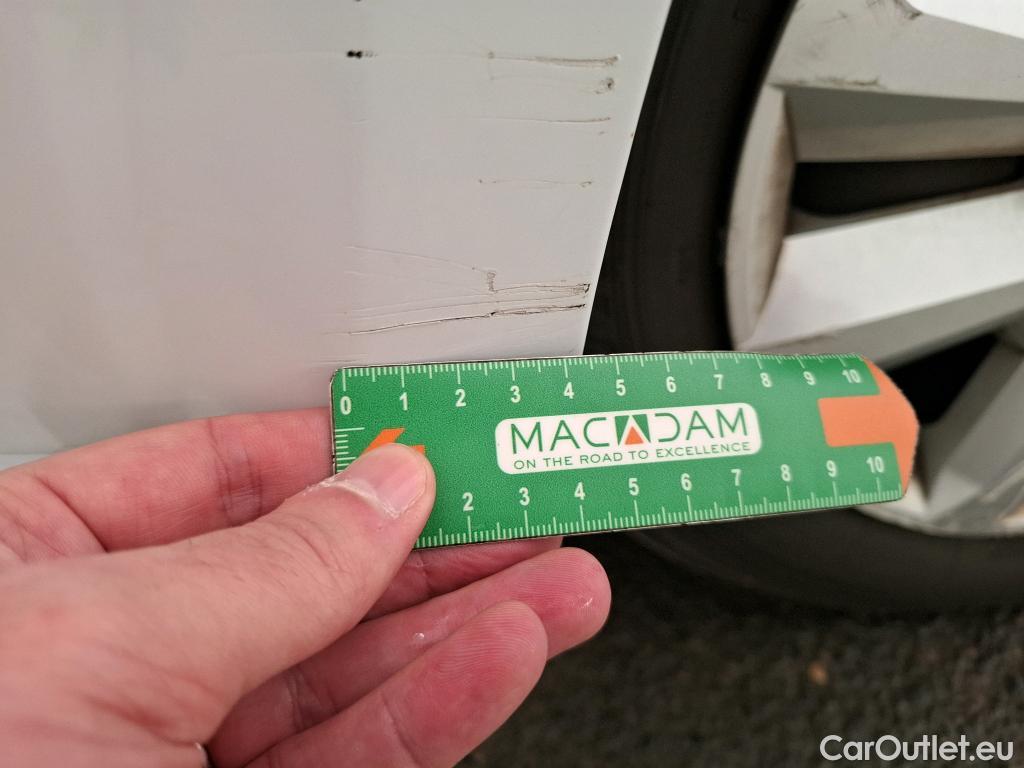 0 1 2 3 4 5 6 7 8 9 10
MACADAM
ON THE ROAD TO EXCELLENCE
2 3 4 5 6 7 8 9 10
CarOutlet.eu